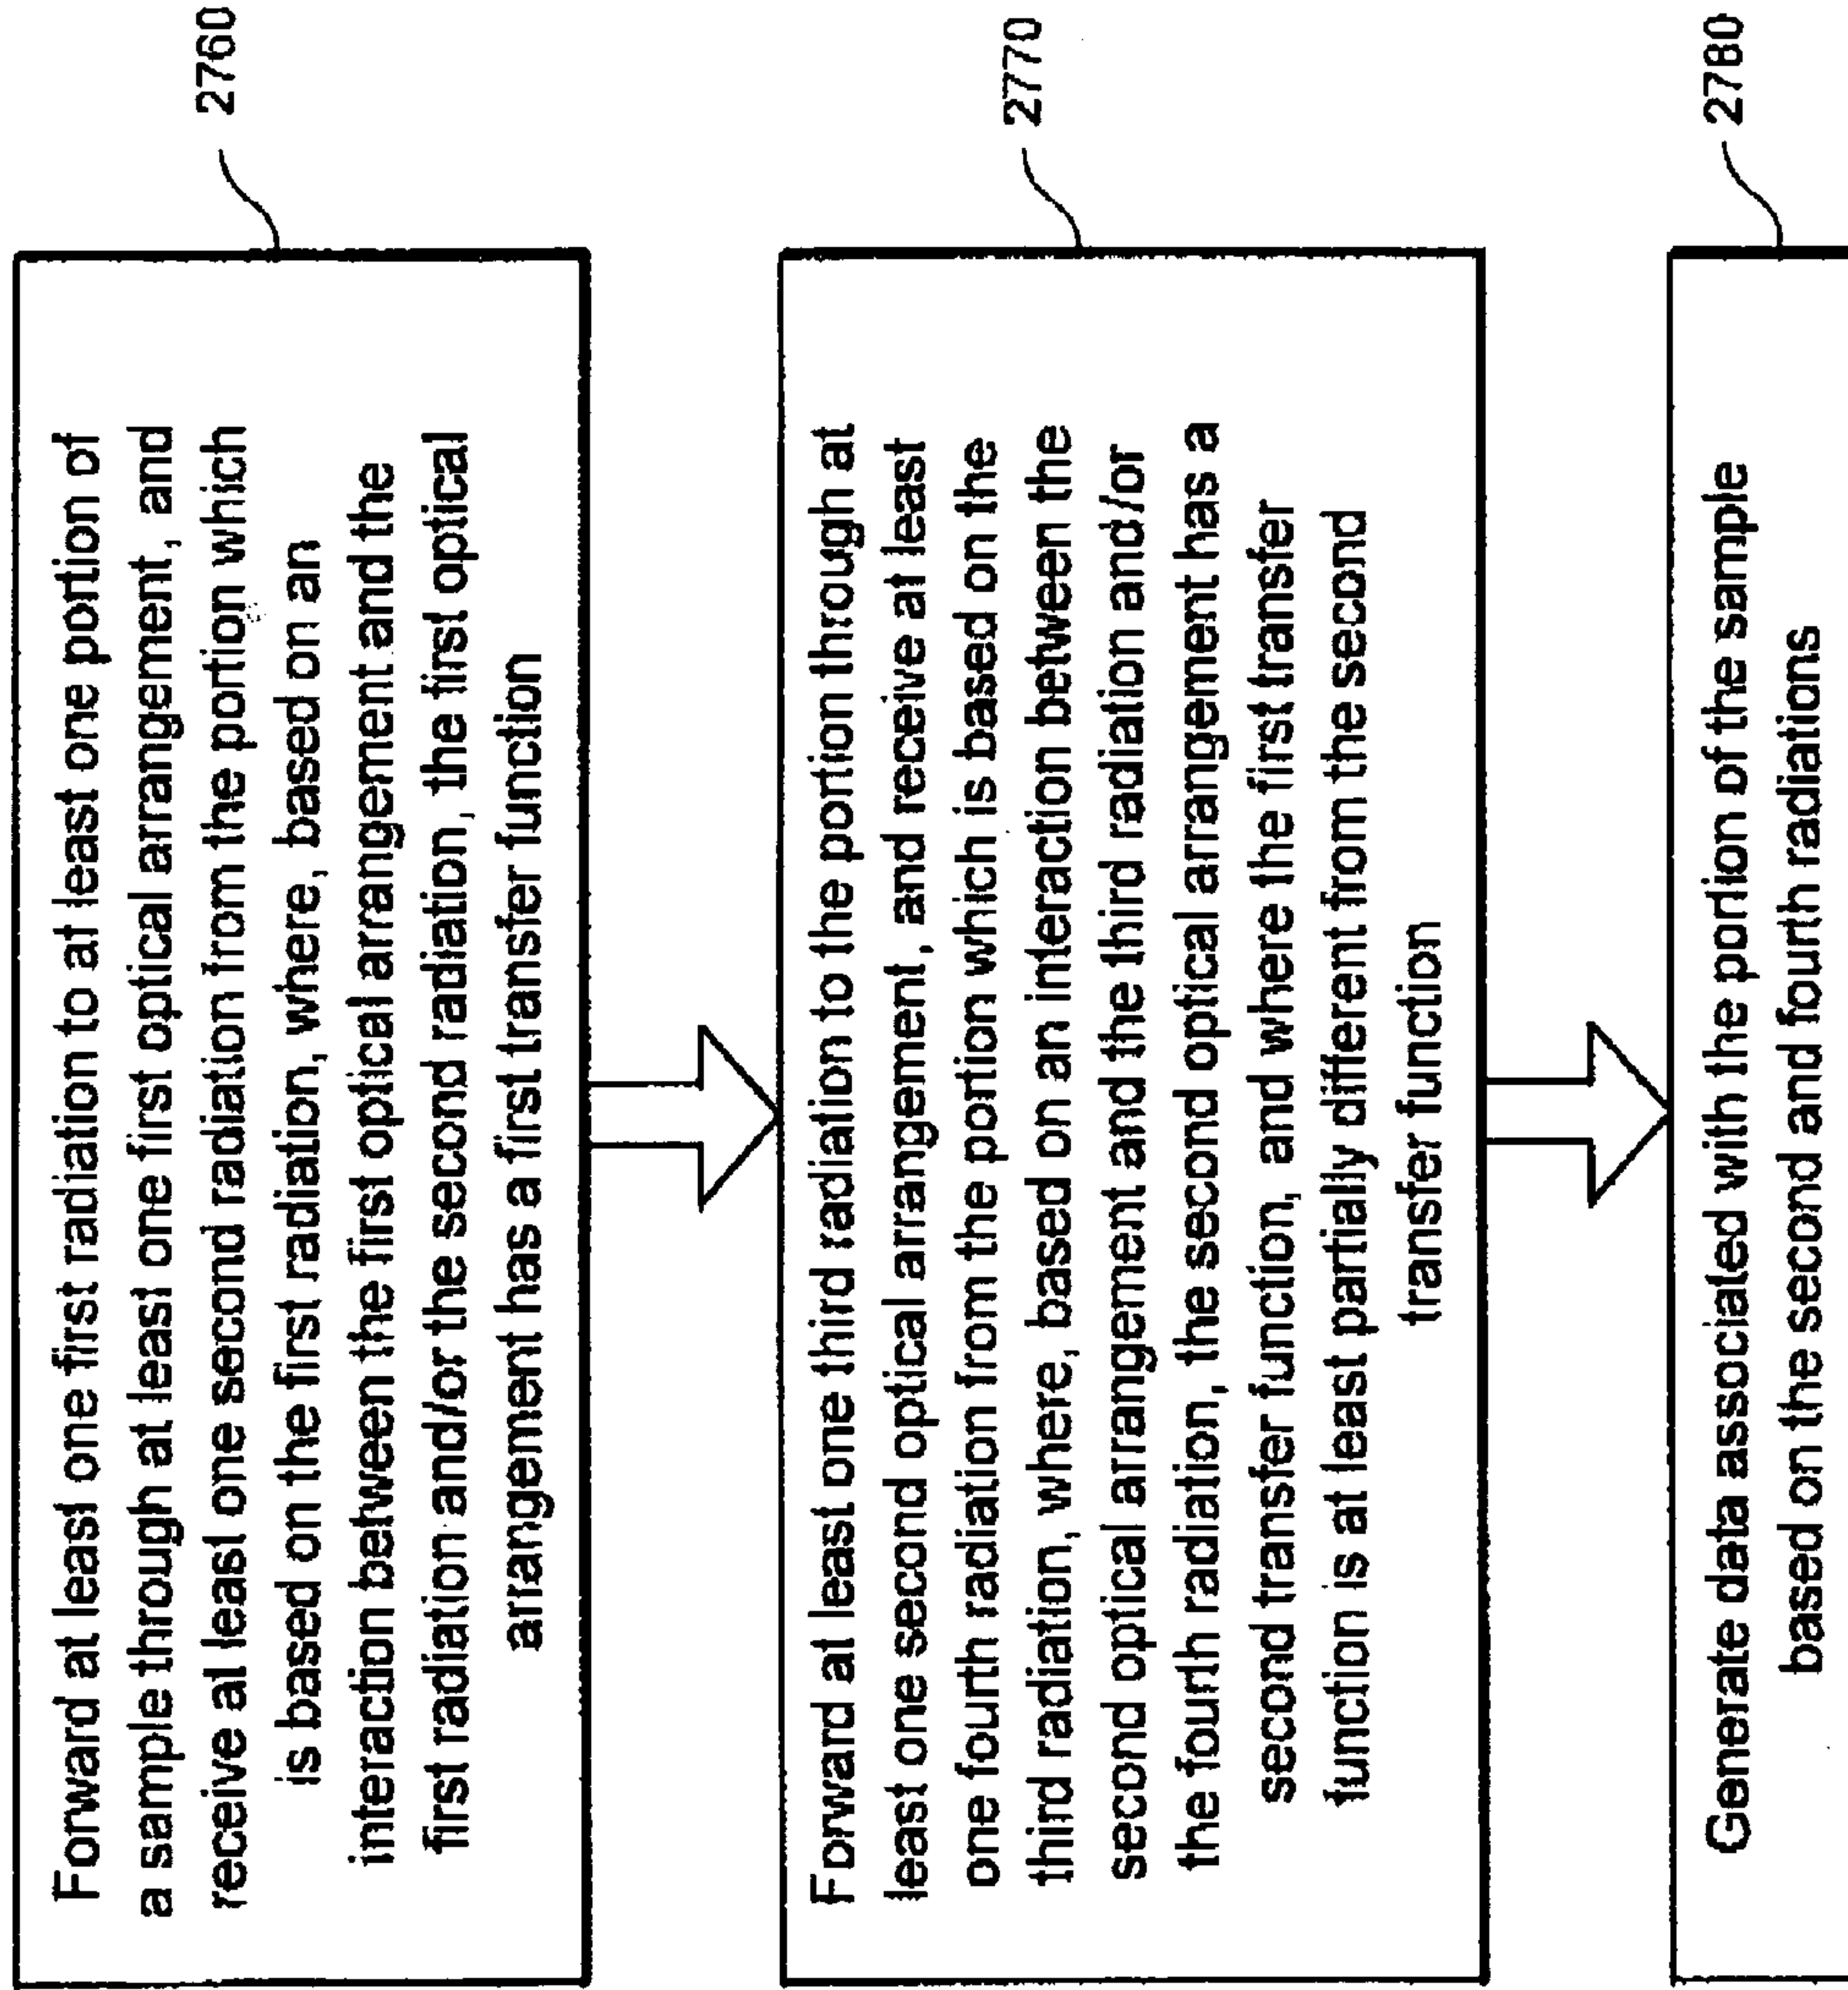 Forward at least one first radiation to at least one portion of
a sample through at least one first optical arrangement, and
receive at least one second radiation from the portion which
is based on the first radiation, where, based on an
interaction between the first optical arrangement and the
first radiation and/or the second radiation, the first optical
arrangement has a first transfer function
2760
Forward at least one third radiation to the portion through at
least one second optical arrangement, and receive at least
one fourth radiation from the portion which is based on the
third radiation, where, based on an interaction between the
second optical arrangement and the third radiation and/or
the fourth radiation, the second optical arrangement has a
second transfer function, and where the first transfer
function is at least partially different from the second
transfer function
2770
Generate data associated with the portion of the sample
based on the second and fourth radiations
2780